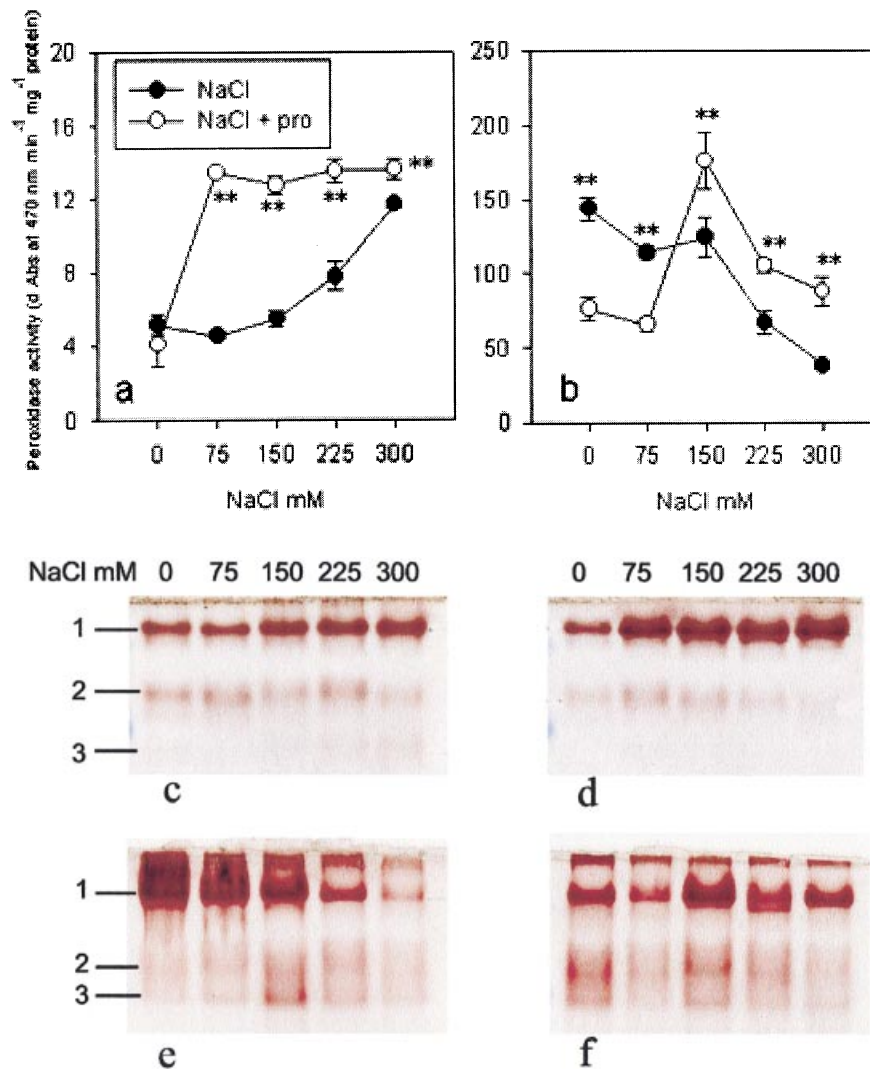 Peroxidase activity (d Abs at 470 nm min⁻¹ mg⁻¹ protein)
20
16
12
8
4
0
NaCl
NaCl + pro
**
**
**
**
a
0 75 150 225 300
NaCl mM
250
200
150
100
50
0
**
**
**
**
**
b
0 75 150 225 300
NaCl mM
NaCl mM 0 75 150 225 300
1
2
3
c
0 75 150 225 300
d
1
2
3
e
f